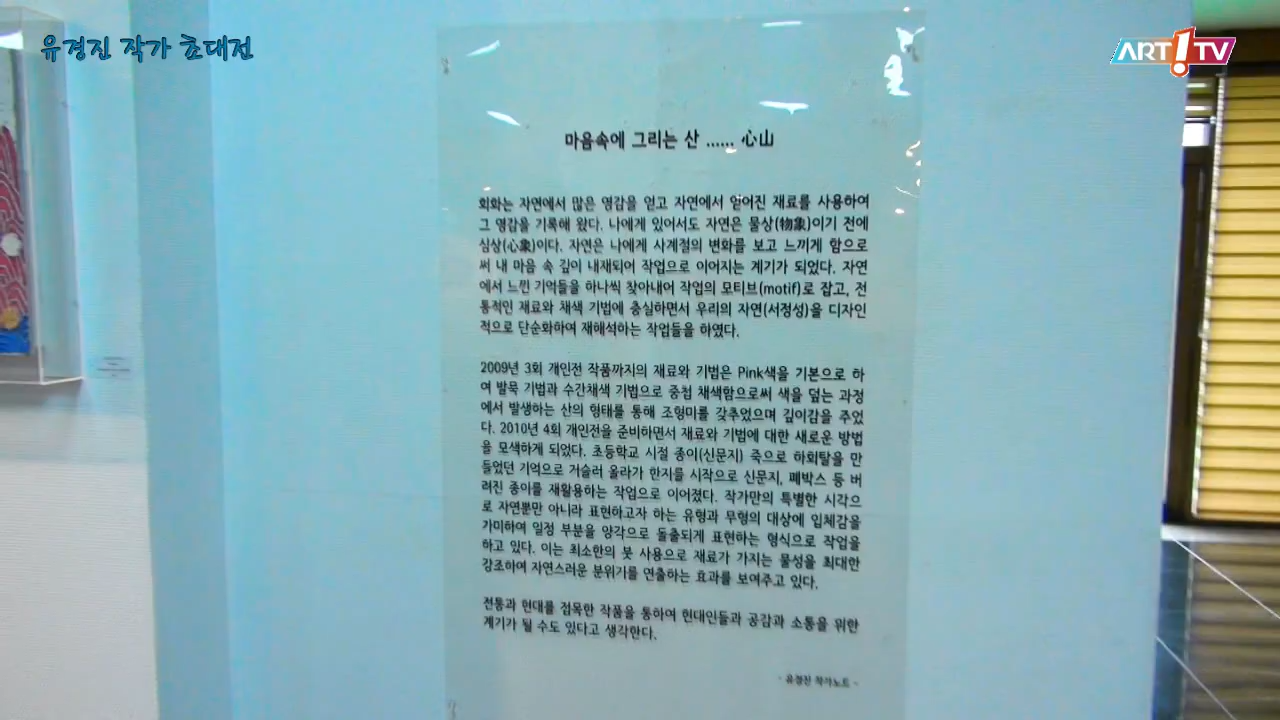 유경진 작가 초대전
ART!TV
마음속에 그리는 산 ...... 心山
회화는 자연에서 많은 영감을 얻고 자연에서 얻어진 재료를 사용하여
그 영감을 기록해 왔다. 나에게 있어서도 자연은 물상(物象)이기 전에
심상(心象)이다. 자연은 나에게 사계절의 변화를 보고 느끼게 함으로
써 내 마음 속 깊이 내재되어 작업으로 이어지는 계기가 되었다. 자연
에서 느낀 기억들을 하나씩 찾아내어 작업의 모티브(motif)로 잡고, 전
통적인 재료와 채색 기법에 충실하면서 우리의 자연(서정성)을 디자인
적으로 단순화하여 재해석하는 작업들을 하였다.
2009년 3회 개인전 작품까지의 재료와 기법은 Pink색을 기본으로 하
여 발묵 기법과 수간채색 기법으로 중첩 채색함으로써 색을 덮는 과정
에서 발생하는 산의 형태를 통해 조형미를 갖추었으며 깊이감을 주었
다. 2010년 4회 개인전을 준비하면서 재료와 기법에 대한 새로운 방법
을 모색하게 되었다. 초등학교 시절 종이(신문지) 죽으로 하회탈을 만
들었던 기억으로 거슬러 올라가 한지를 시작으로 신문지, 폐박스 등 버
려진 종이를 재활용하는 작업으로 이어졌다. 작가만의 특별한 시각으
로 자연뿐만 아니라 표현하고자 하는 유형과 무형의 대상에 입체감을
가미하여 일정 부분을 양각으로 돌출되게 표현하는 형식으로 작업을
하고 있다. 이는 최소한의 붓 사용으로 재료가 가지는 물성을 최대한
강조하여 자연스러운 분위기를 연출하는 효과를 보여주고 있다.
전통과 현대를 접목한 작품을 통하여 현대인들과 공감과 소통을 위한
계기가 될 수도 있다고 생각한다.
- 유경진 작가노트 -